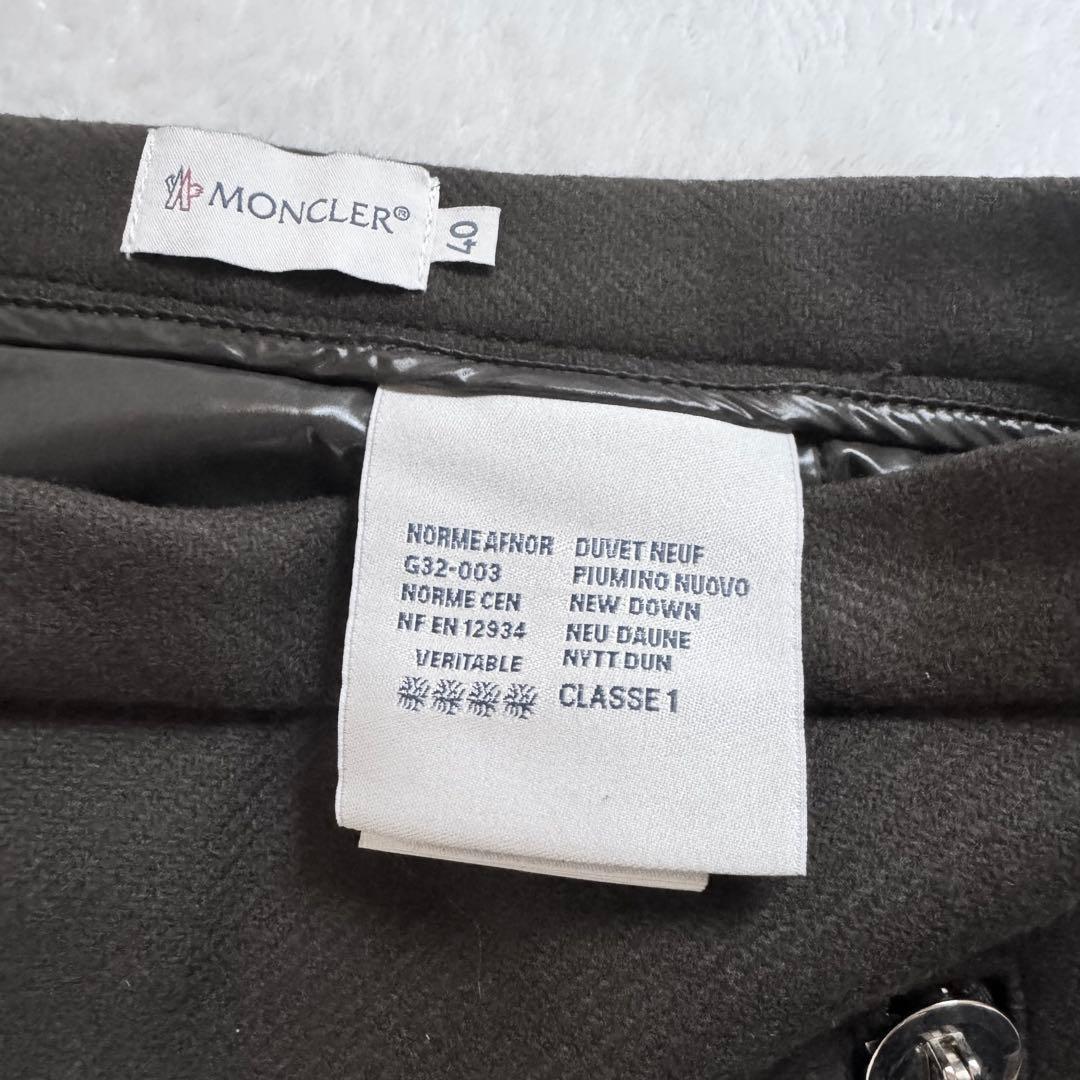 MONCLER®
40
NORME AFNOR
G32-003
NORME CEN
NF EN 12934
VERITABLE
DUVET NEUF
PIUMINO NUOVO
NEW DOWN
NEU DAUNE
NYTT DUN
CLASSE 1